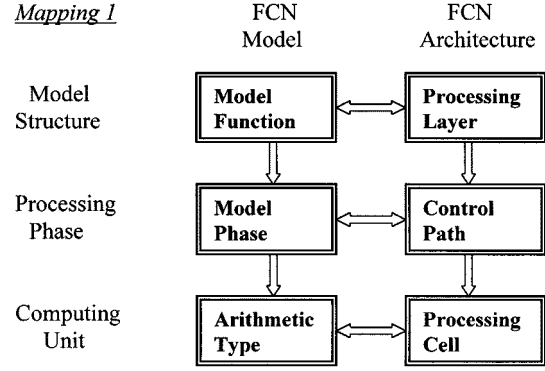 Mapping 1
FCN
Model
FCN
Architecture
Model
Structure
Model
Function
Processing
Layer
Processing
Phase
Model
Phase
Control
Path
Computing
Unit
Arithmetic
Type
Processing
Cell